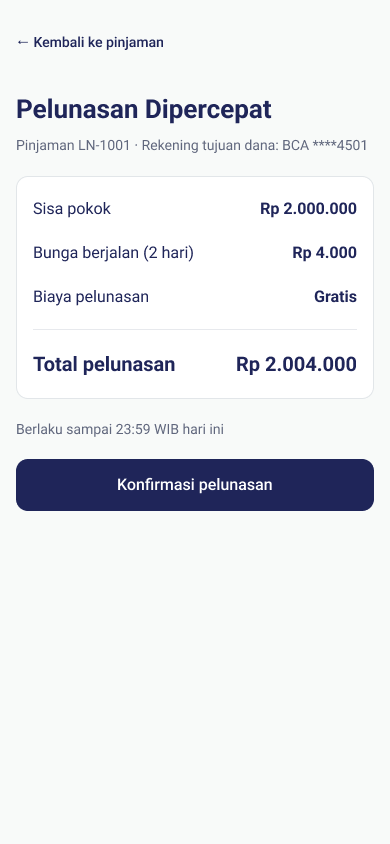 ← Kembali ke pinjaman
Pelunasan Dipercepat
Pinjaman LN-1001 · Rekening tujuan dana: BCA ****4501
Sisa pokok Rp 2.000.000
Bunga berjalan (2 hari) Rp 4.000
Biaya pelunasan Gratis
Total pelunasan Rp 2.004.000
Berlaku sampai 23:59 WIB hari ini
Konfirmasi pelunasan